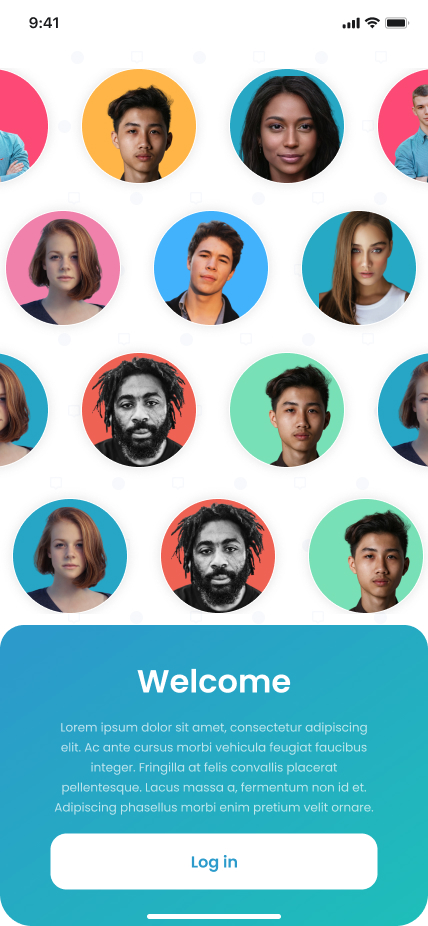 9:41
Welcome
Lorem ipsum dolor sit amet, consectetur adipiscing
elit. Ac ante cursus morbi vehicula feugiat faucibus
integer. Fringilla at felis convallis placerat
pellentesque. Lacus massa a, fermentum non id et.
Adipiscing phasellus morbi enim pretium velit ornare.
Log in